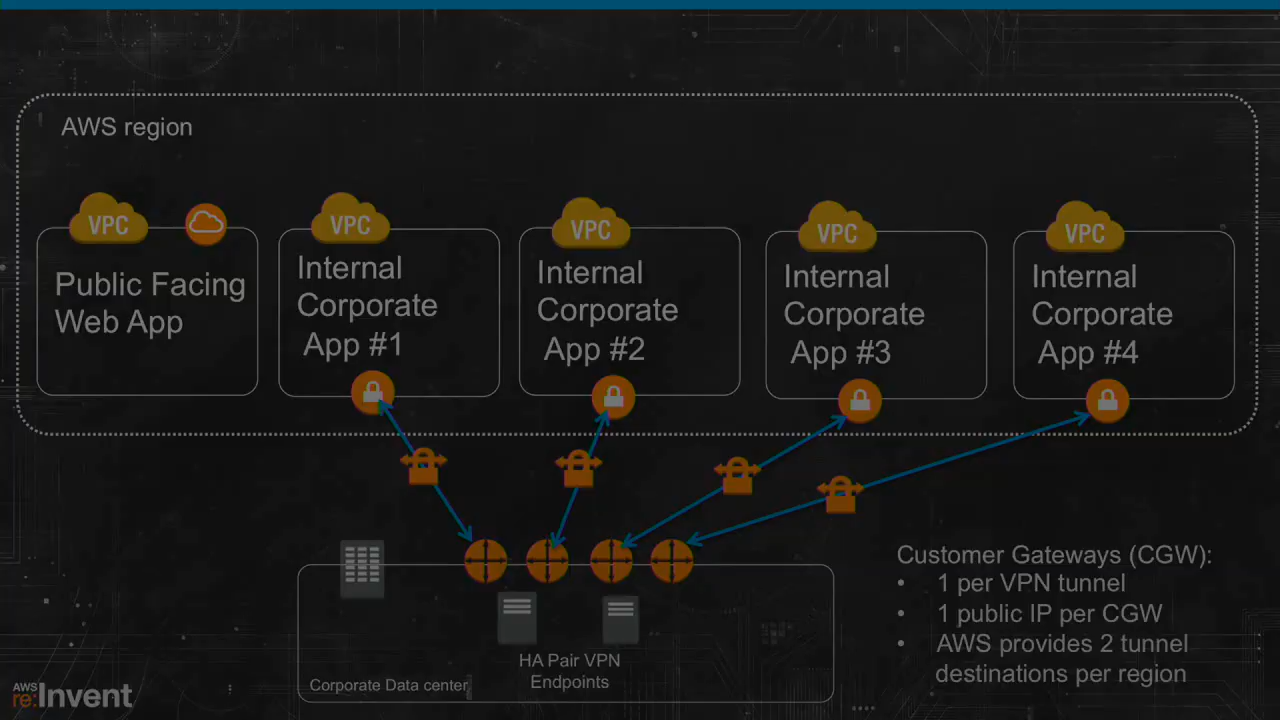 AWS region
VPC
Public Facing
Web App
VPC
Internal
Corporate
App #1
VPC
Internal
Corporate
App #2
VPC
Internal
Corporate
App #3
VPC
Internal
Corporate
App #4
HA Pair VPN
Endpoints
Corporate Data center
Customer Gateways (CGW):
• 1 per VPN tunnel
• 1 public IP per CGW
• AWS provides 2 tunnel
destinations per region
AWS
re:Invent